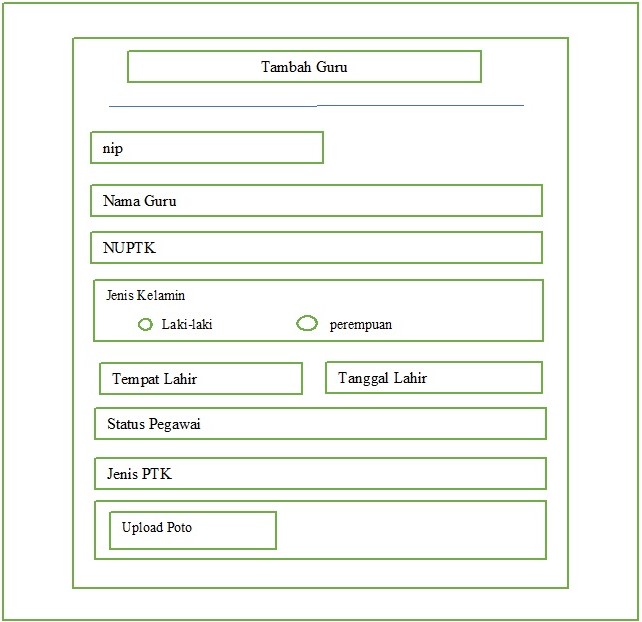 Tambah Guru
nip
Nama Guru
NUPTK
Jenis Kelamin
Laki-laki perempuan
Tempat Lahir Tanggal Lahir
Status Pegawai
Jenis PTK
Upload Poto